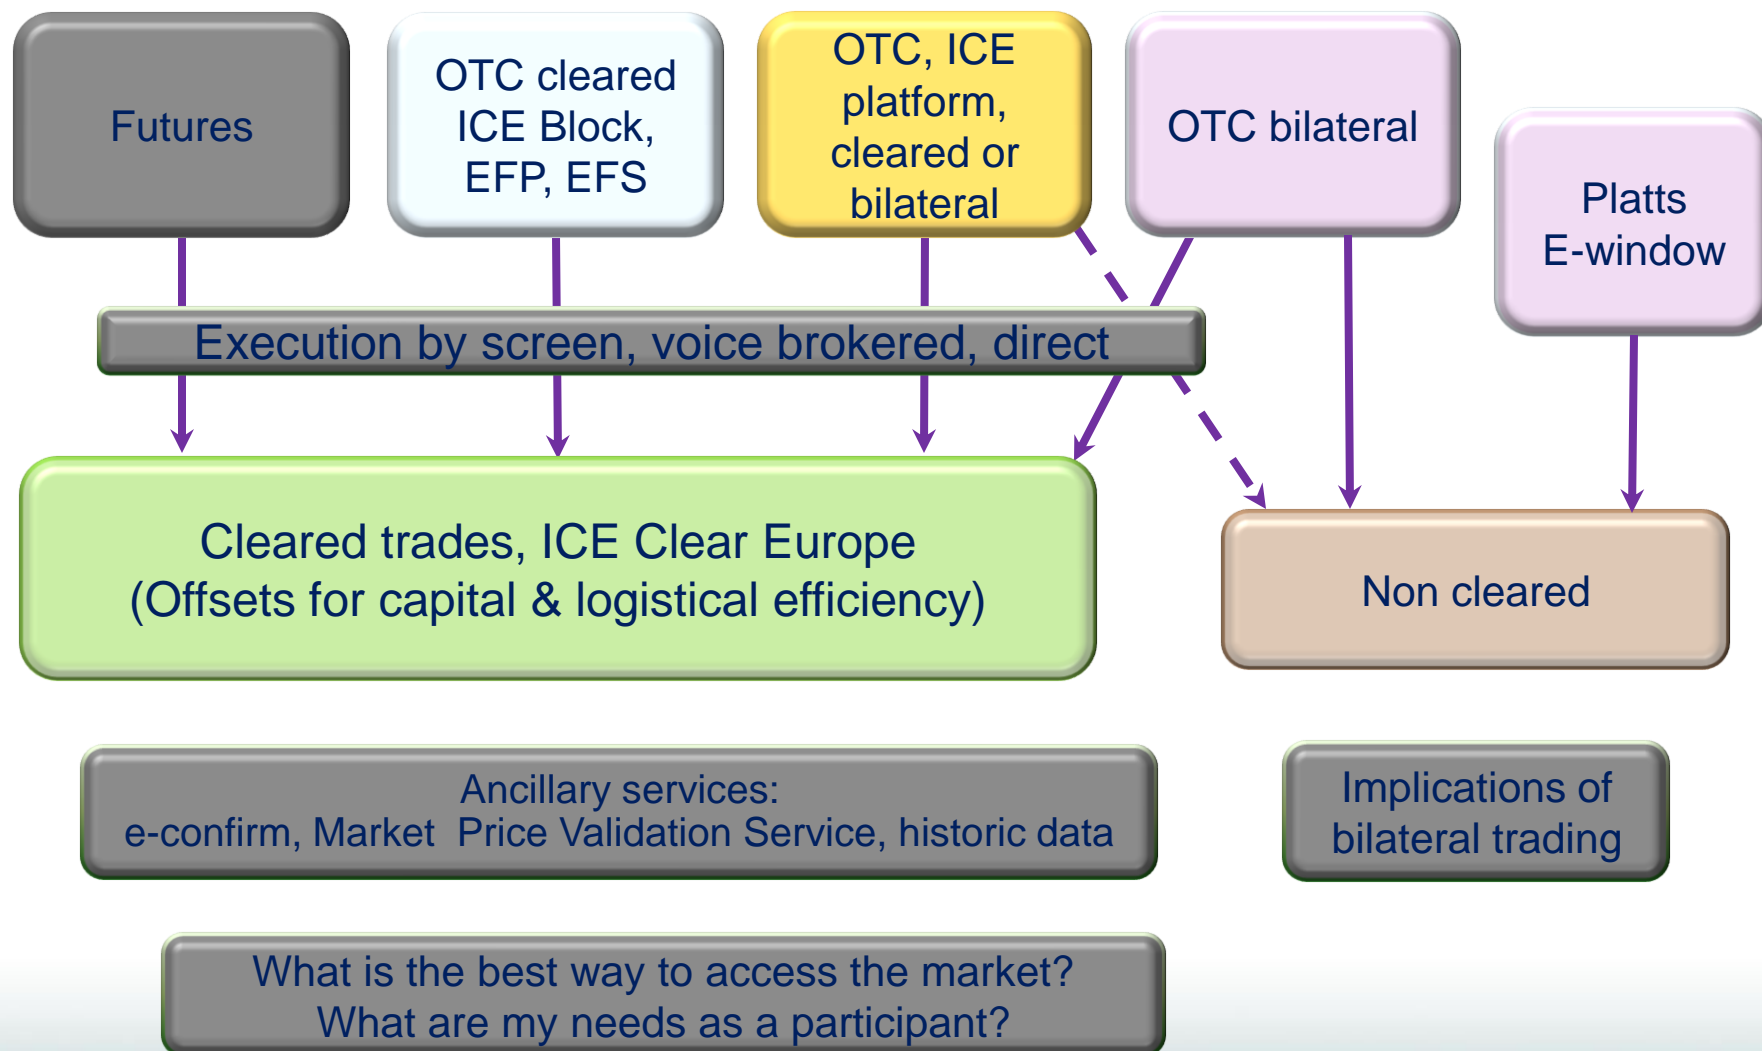 Futures
OTC cleared
ICE Block,
EFP, EFS
OTC, ICE
platform,
cleared or
bilateral
OTC bilateral
Platts
E-window
Execution by screen, voice brokered, direct
Cleared trades, ICE Clear Europe
(Offsets for capital & logistical efficiency)
Non cleared
Ancillary services:
e-confirm, Market  Price Validation Service, historic data
Implications of
bilateral trading
What is the best way to access the market?
What are my needs as a participant?